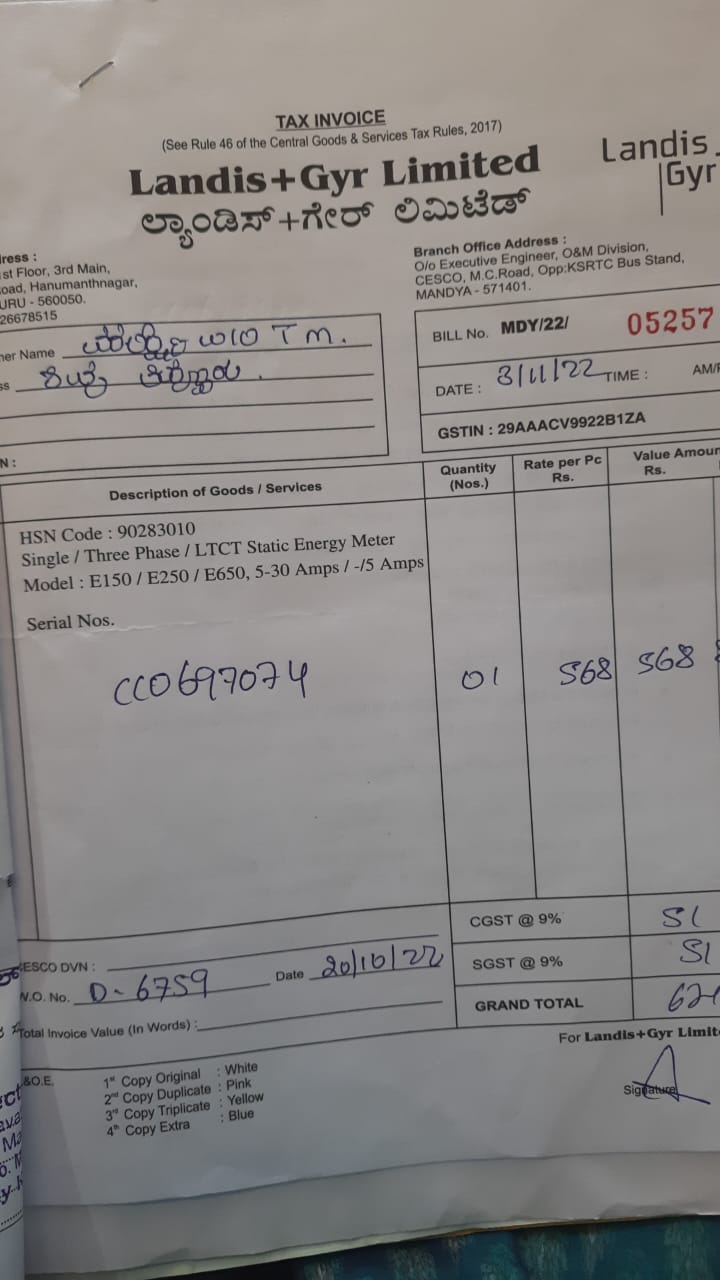 TAX INVOICE
(See Rule 46 of the Central Goods & Services Tax Rules, 2017)
Landis+Gyr Limited
ಲ್ಯಾಂಡಿಸ್+ಗೇರ್ ಲಿಮಿಟೆಡ್
Landis
Gyr
ress :
st Floor, 3rd Main,
oad, Hanumanthnagar,
URU - 560050.
26678515
Branch Office Address :
O/o Executive Engineer, O&M Division,
CESCO, M.C.Road, Opp:KSRTC Bus Stand,
MANDYA - 571401.
ner Name W/O T M.
ss
N :
BILL No. MDY/22/ 05257
DATE : 3/11/22 TIME : AM/P
GSTIN : 29AAACV9922B1ZA
Description of Goods / Services
Quantity (Nos.)
Rate per Pc Rs.
Value Amoun Rs.
HSN Code : 90283010
Single / Three Phase / LTCT Static Energy Meter
Model : E150 / E250 / E650, 5-30 Amps / -/5 Amps
Serial Nos.
CC0697074 01 568 568
CGST @ 9% 51
SGST @ 9% 51
GRAND TOTAL 62
ESCO DVN :
V.O. No. D-6759 Date 20/10/22
Total Invoice Value (In Words) :
For Landis+Gyr Limit
&O.E.
1st Copy Original : White
2nd Copy Duplicate : Pink
3rd Copy Triplicate : Yellow
4th Copy Extra : Blue
Signature